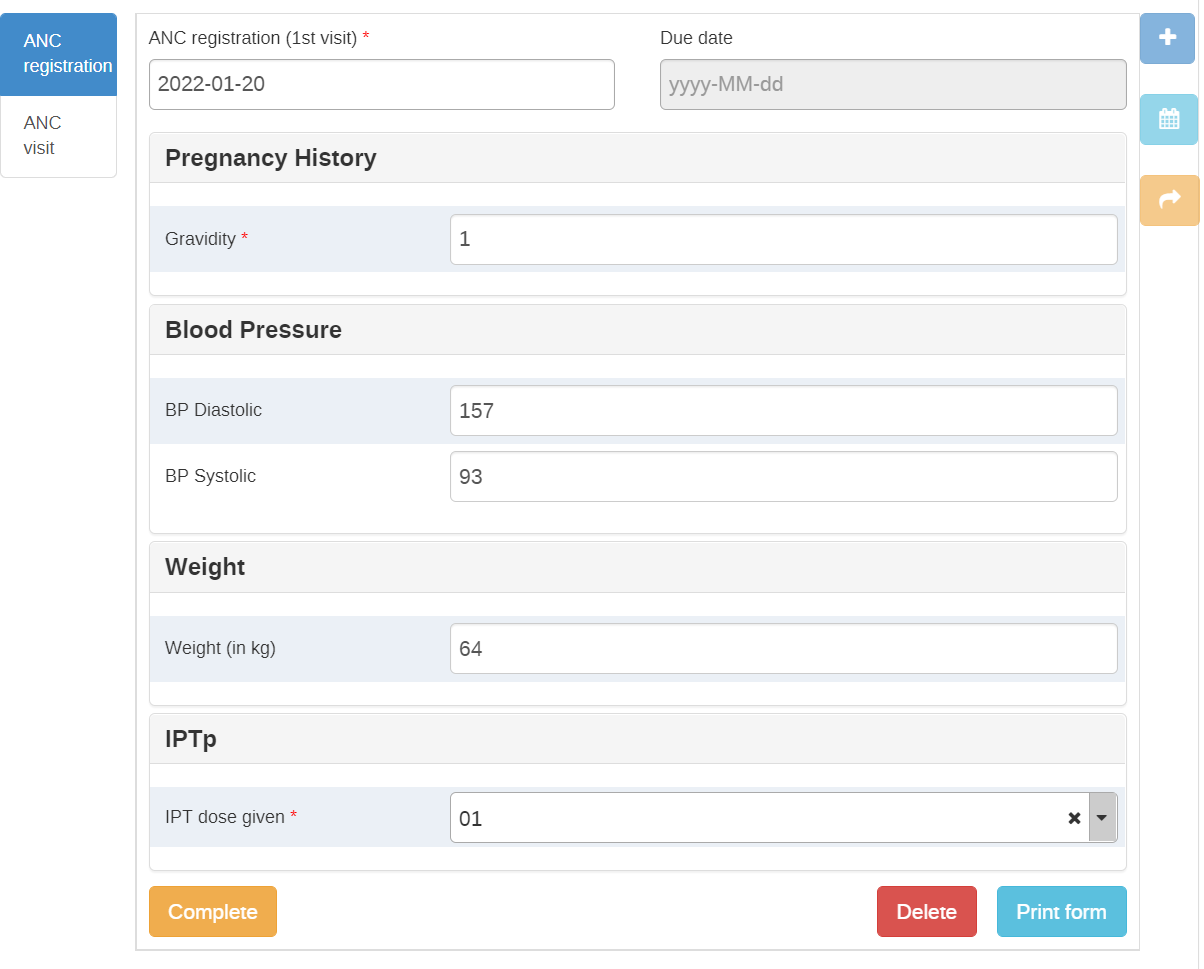 ANC
registration
ANC
visit
ANC registration (1st visit) *
Due date
2022-01-20
yyyy-MM-dd
Pregnancy History
Gravidity *
1
Blood Pressure
BP Diastolic
157
BP Systolic
93
Weight
Weight (in kg)
64
IPTp
IPT dose given *
01
Complete
Delete
Print form